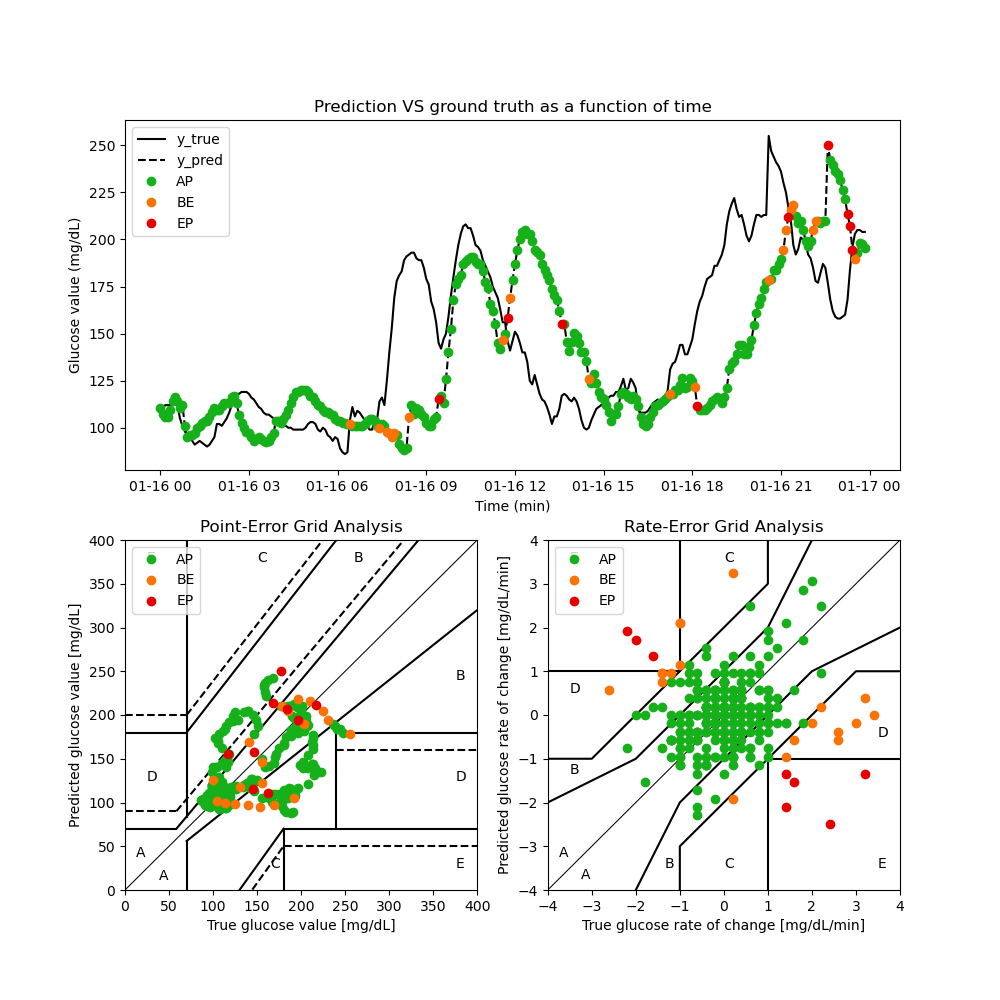 Prediction VS ground truth as a function of time
Glucose value (mg/dL)
250
225
200
175
150
125
100
y_true
y_pred
AP
BE
EP
01-16 00 01-16 03 01-16 06 01-16 09 01-16 12 01-16 15 01-16 18 01-16 21 01-17 00
Time (min)
Point-Error Grid Analysis
Predicted glucose value [mg/dL]
400
350
300
250
200
150
100
50
0
AP
BE
EP
C
B
B
D
D
A
A
C
E
0 50 100 150 200 250 300 350 400
True glucose value [mg/dL]
Rate-Error Grid Analysis
Predicted glucose rate of change [mg/dL/min]
4
3
2
1
0
−1
−2
−3
−4
AP
BE
EP
C
D
D
B
A
A
B
C
E
−4 −3 −2 −1 0 1 2 3 4
True glucose rate of change [mg/dL/min]